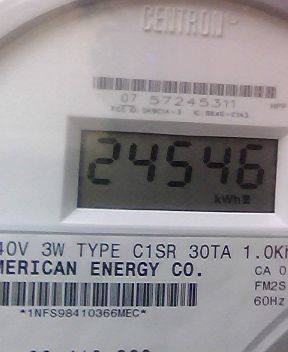 CENTRON
07 57245311
24546
kWh
40V 3W TYPE C1SR 30TA 1.0K
MERICAN ENERGY CO.
CA 0
FM2S
60Hz
*1NFS98410366MEC*